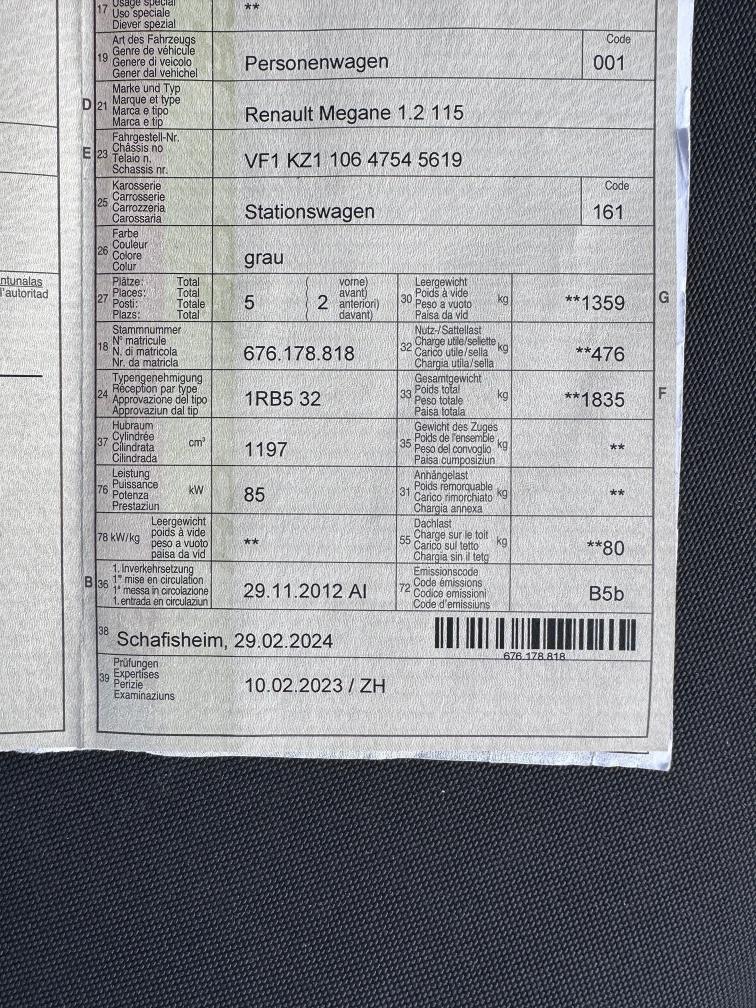 17 Usage spécial
Uso speciale
Diever spezial
**
19 Art des Fahrzeugs
Genre de véhicule
Genere di veicolo
Gener dal vehichel
Personenwagen
Code
001
D 21 Marke und Typ
Marque et type
Marca e tipo
Marca e tip
Renault Megane 1.2 115
E 23 Fahrgestell-Nr.
Châssis no
Telaio n.
Schassis nr.
VF1 KZ1 106 4754 5619
25 Karosserie
Carrosserie
Carrozzeria
Carossaria
Stationswagen
Code
161
26 Farbe
Couleur
Colore
Colur
grau
ntunalas
l'autoritad
27 Plätze: Total
Places: Total
Posti: Totale
Plazs: Total
5
( 2 vorne)
avant)
anteriori)
davant)
30 Leergewicht
Poids à vide
Peso a vuoto
Paisa da vid
kg
**1359
G
18 Stammnummer
N° matricule
N. di matricola
Nr. da matricla
676.178.818
32 Nutz-/Sattellast
Charge utile/sellette
Carico utile/sella
Chargia utila/sella
kg
**476
24 Typengenehmigung
Réception par type
Approvazione del tipo
Approvaziun dal tip
1RB5 32
33 Gesamtgewicht
Poids total
Peso totale
Paisa totala
kg
**1835
F
37 Hubraum
Cylindrée
Cilindrata
Cilindrada
cm³
1197
35 Gewicht des Zuges
Poids de l'ensemble
Peso del convoglio
Paisa cumposiziun
kg
**
76 Leistung
Puissance
Potenza
Prestaziun
kW
85
31 Anhängelast
Poids remorquable
Carico rimorchiato
Chargia annexa
kg
**
78 kW/kg Leergewicht
poids à vide
peso a vuoto
paisa da vid
**
55 Dachlast
Charge sur le toit
Carico sul tetto
Chargia sin il tetg
kg
**80
B 36 1. Inverkehrsetzung
1re mise en circulation
1a messa in circolazione
1. entrada en circulaziun
29.11.2012 AI
72 Emissionscode
Code émissions
Codice emissioni
Code d'emissiuns
B5b
38 Schafisheim, 29.02.2024
676.178.818
39 Prüfungen
Expertises
Perizie
Examinaziuns
10.02.2023 / ZH